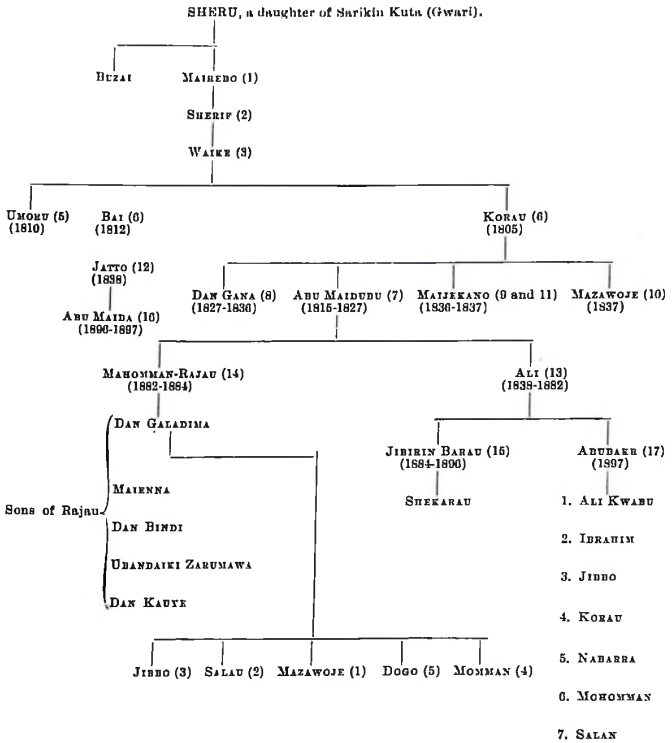 SHERU, a daughter of Sarikin Kuta (Gwari).
BUZAI MAIREBO (1)
SHERIF (2)
WAIKE (3)
UMORU (5) BAI (6) KORAU (6)
(1810) (1812) (1805)
JATTO (12)
(1838)
DAN GANA (8) ABU MAIDUBU (7) MAIJEKANO (9 and 11) MAZAWOJE (10)
(1827-1836) (1815-1827) (1836-1837) (1837)
ABU MAIDA (16)
(1896-1897)
MAHOMMAN-RAJAU (14) ALI (13)
(1882-1884) (1838-1882)
DAN GALADIMA
JIBIRIN BARAU (15) ABUBAKR (17)
(1884-1896) (1897)
MAIENNA
SHEKARAU
1. ALI KWABU
Sons of Rajau
DAN BINDI
2. IBRAHIM
UBANDAIKI ZARUMAWA
3. JIBBO
DAN KAUYE
4. KORAU
JIBBO (3) SALAU (2) MAZAWOJE (1) DOGO (5) MOMMAN (4)
5. NABARRA
6. MOHOMMAN
7. SALAN